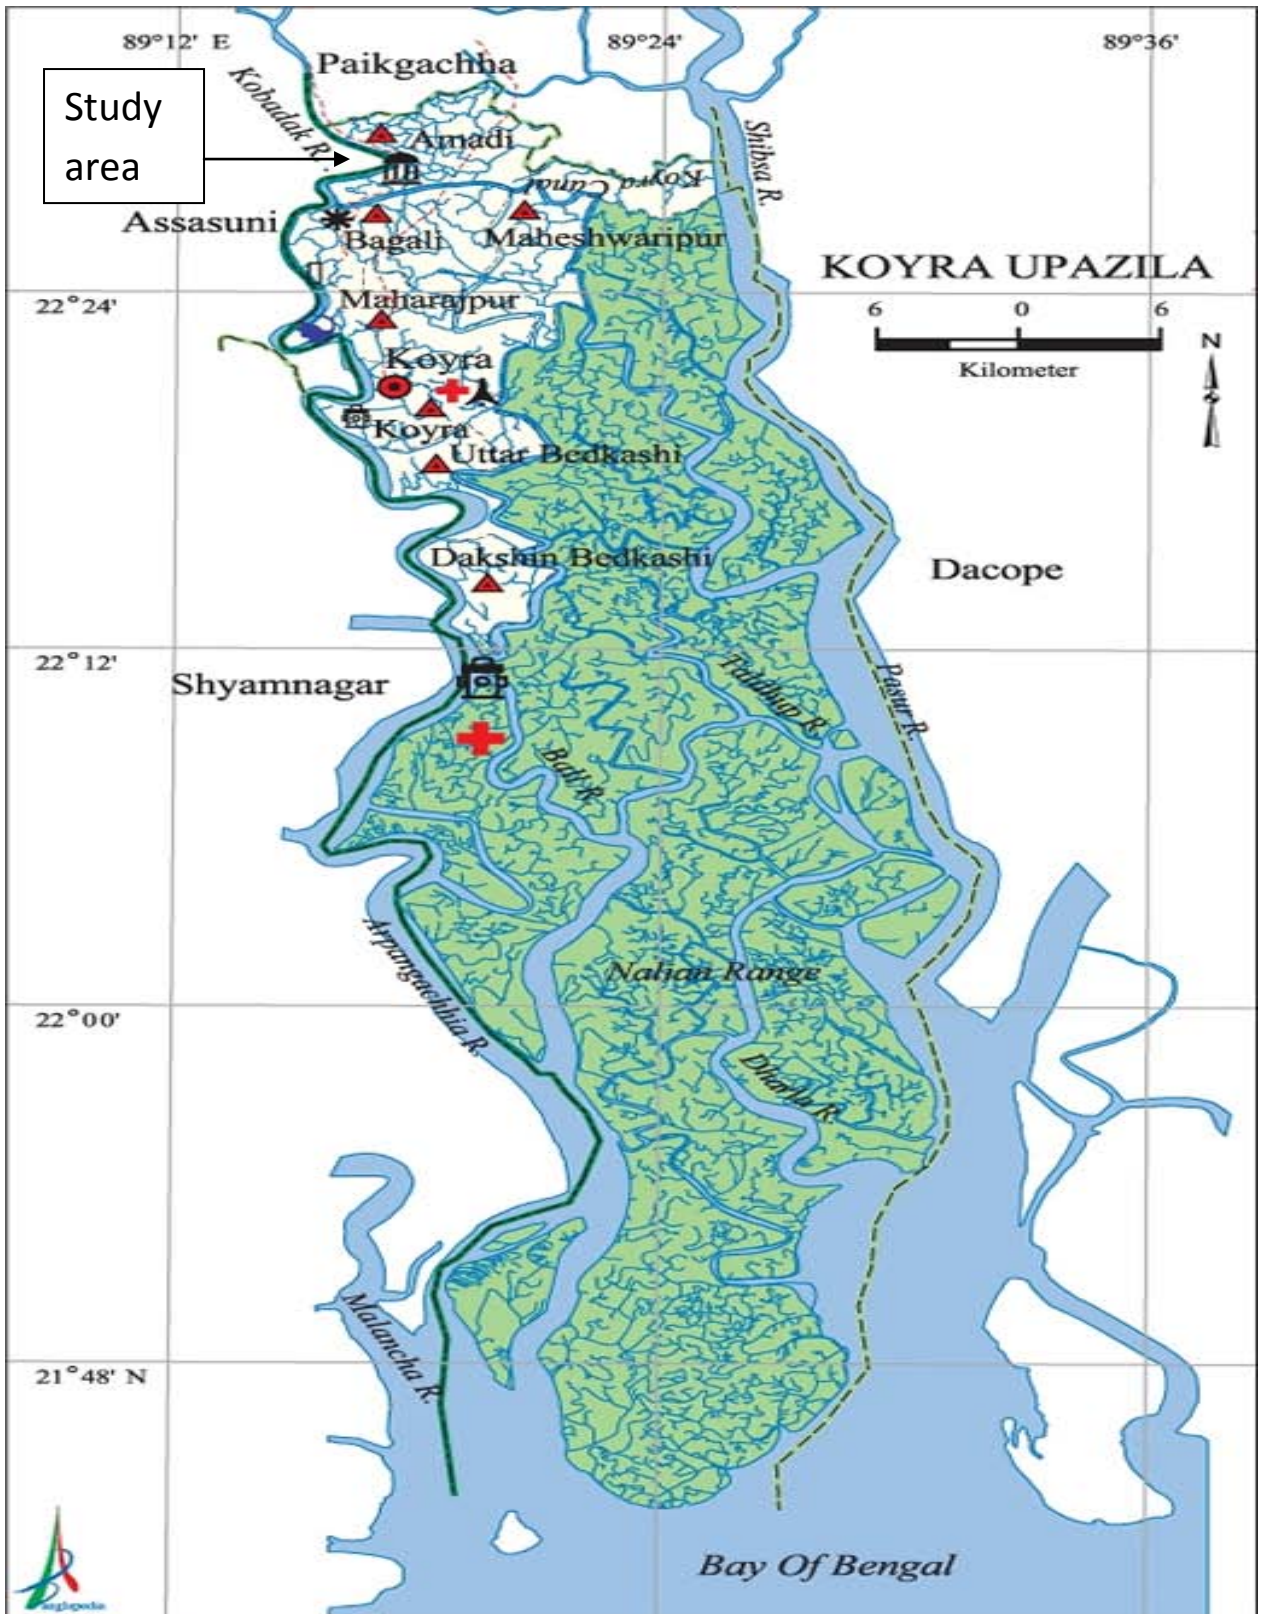 89°12' E
89°24'
89°36'
Paikgachha
Kobadak R.
Study
area
Amadi
Shibsa R.
Koyra Canal
Assasuni
Bagali
Maheshwaripur
KOYRA UPAZILA
22°24'
Maharajpur
6 0 6
Kilometer
N
Koyra
Koyra
Uttar Bedkashi
Dakshin Bedkashi
Dacope
22°12'
Shyamnagar
Pasur R.
Ball R.
Arpangachhia R.
Nalian Range
22°00'
Dharla R.
Malancha R.
21°48' N
Bay Of Bengal